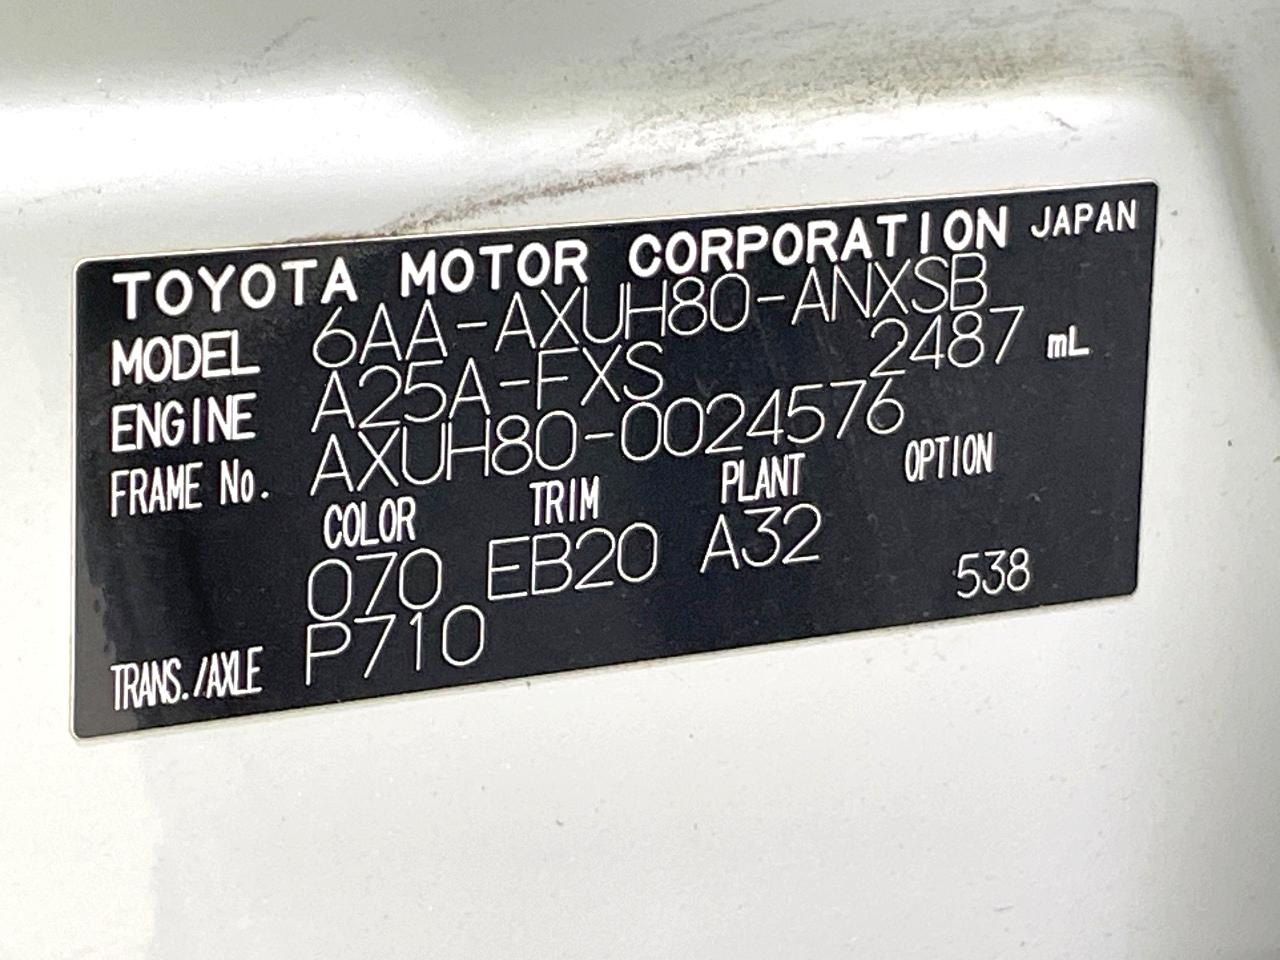 TOYOTA MOTOR CORPORATION JAPAN
MODEL 6AA-AXUH80-ANXSB
ENGINE A25A-FXS 2487 mL
FRAME No. AXUH80-0024576
COLOR TRIM PLANT OPTION
070 EB20 A32
TRANS./AXLE P710 538